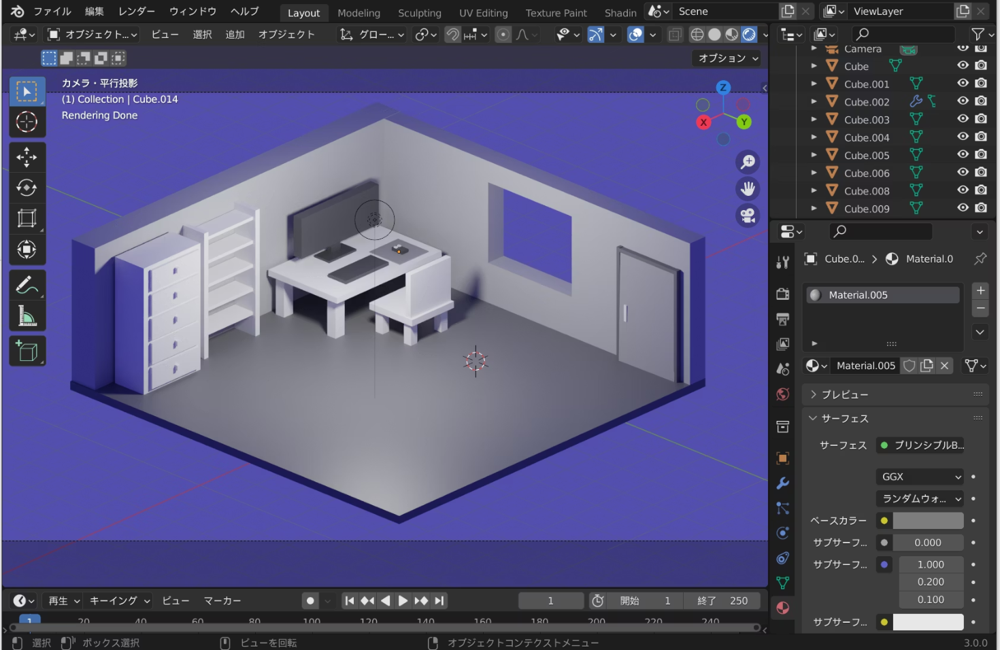 ファイル 編集 レンダー ウィンドウ ヘルプ Layout Modeling Sculpting UV Editing Texture Paint Shadin Scene ViewLayer
オブジェクト... ビュー 選択 追加 オブジェクト グロー...
オプション
カメラ・平行投影
(1) Collection | Cube.014
Rendering Done
Z
X
Y
Camera
Cube
Cube.001
Cube.002
Cube.003
Cube.004
Cube.005
Cube.006
Cube.008
Cube.009
Cube.0... Material.0
Material.005
Material.005
プレビュー
サーフェス
サーフェス プリンシプルB...
GGX
ランダムウォ...
ベースカラー
サブサーフ... 0.000
サブサーフ... 1.000
0.200
0.100
サブサーフ...
再生 キーイング ビュー マーカー 1 開始 1 終了 250
1 20 40 60 80 100 120 140 160 180 200 220 240
選択 ボックス選択 ビューを回転 オブジェクトコンテクストメニュー 3.0.0